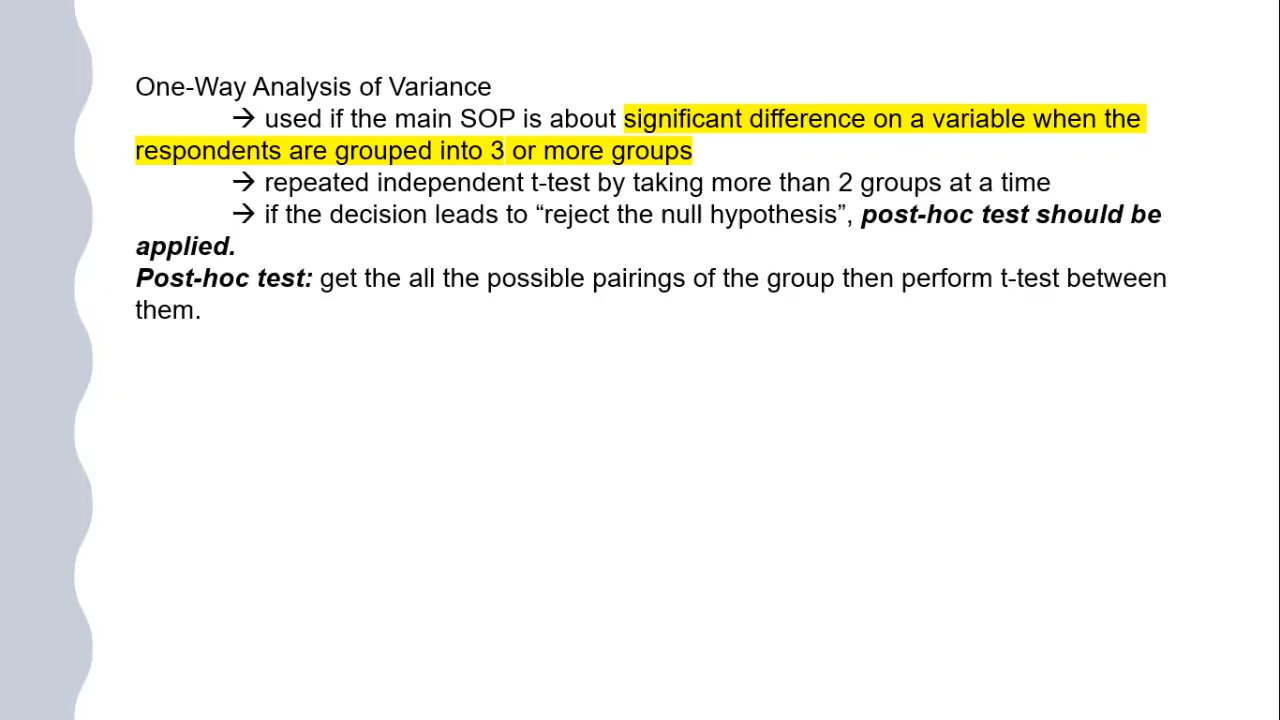 One-Way Analysis of Variance
→ used if the main SOP is about significant difference on a variable when the
respondents are grouped into 3 or more groups
→ repeated independent t-test by taking more than 2 groups at a time
→ if the decision leads to “reject the null hypothesis”, post-hoc test should be
applied.
Post-hoc test: get the all the possible pairings of the group then perform t-test between
them.